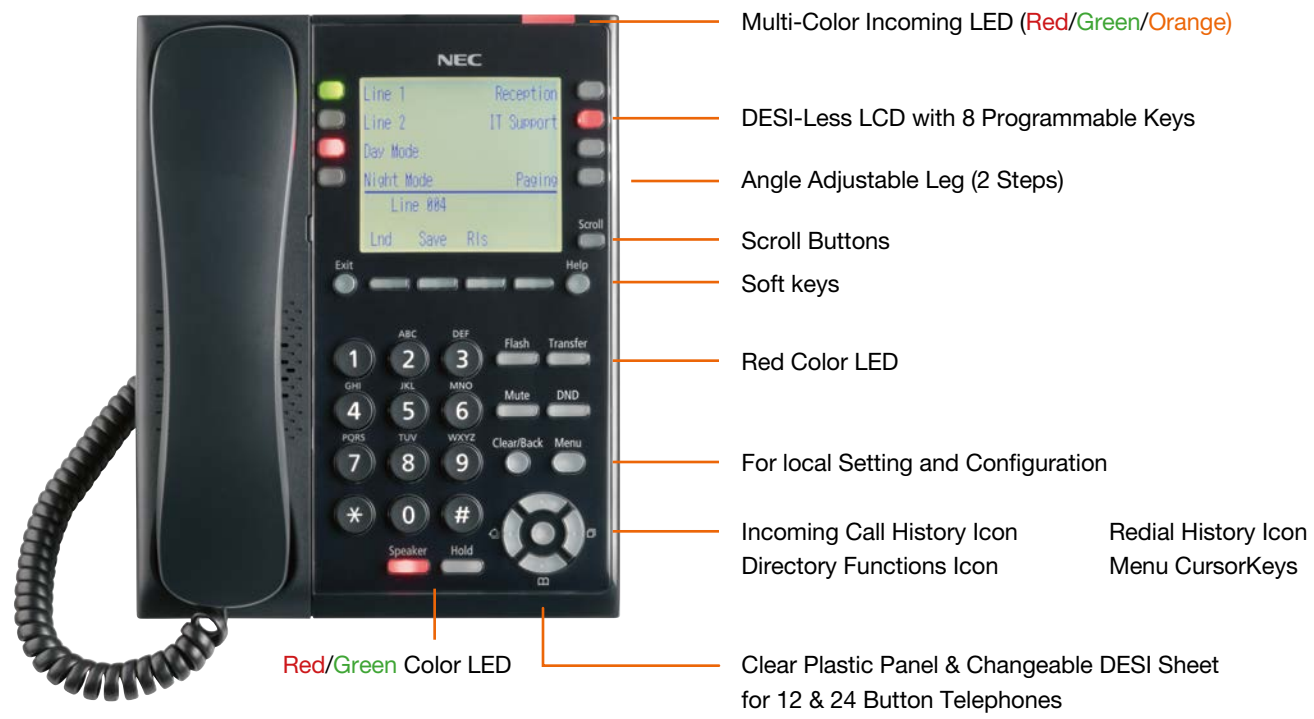 Multi-Color Incoming LED (Red/Green/Orange)
NEC
Line 1 Reception
Line 2 IT Support
DESI-Less LCD with 8 Programmable Keys
Day Mode
Night Mode Paging
Angle Adjustable Leg (2 Steps)
Line 004
Scroll
Lnd Save Rls
Scroll Buttons
Exit Help
Soft keys
ABC DEF
Flash Transfer
1 2 3
Red Color LED
GHI JKL MNO
Mute DND
4 5 6
PQRS TUV WXYZ
Clear/Back Menu
7 8 9
For local Setting and Configuration
* 0 #
Incoming Call History Icon Redial History Icon
Directory Functions Icon Menu CursorKeys
Speaker Hold
Red/Green Color LED
Clear Plastic Panel & Changeable DESI Sheet
for 12 & 24 Button Telephones